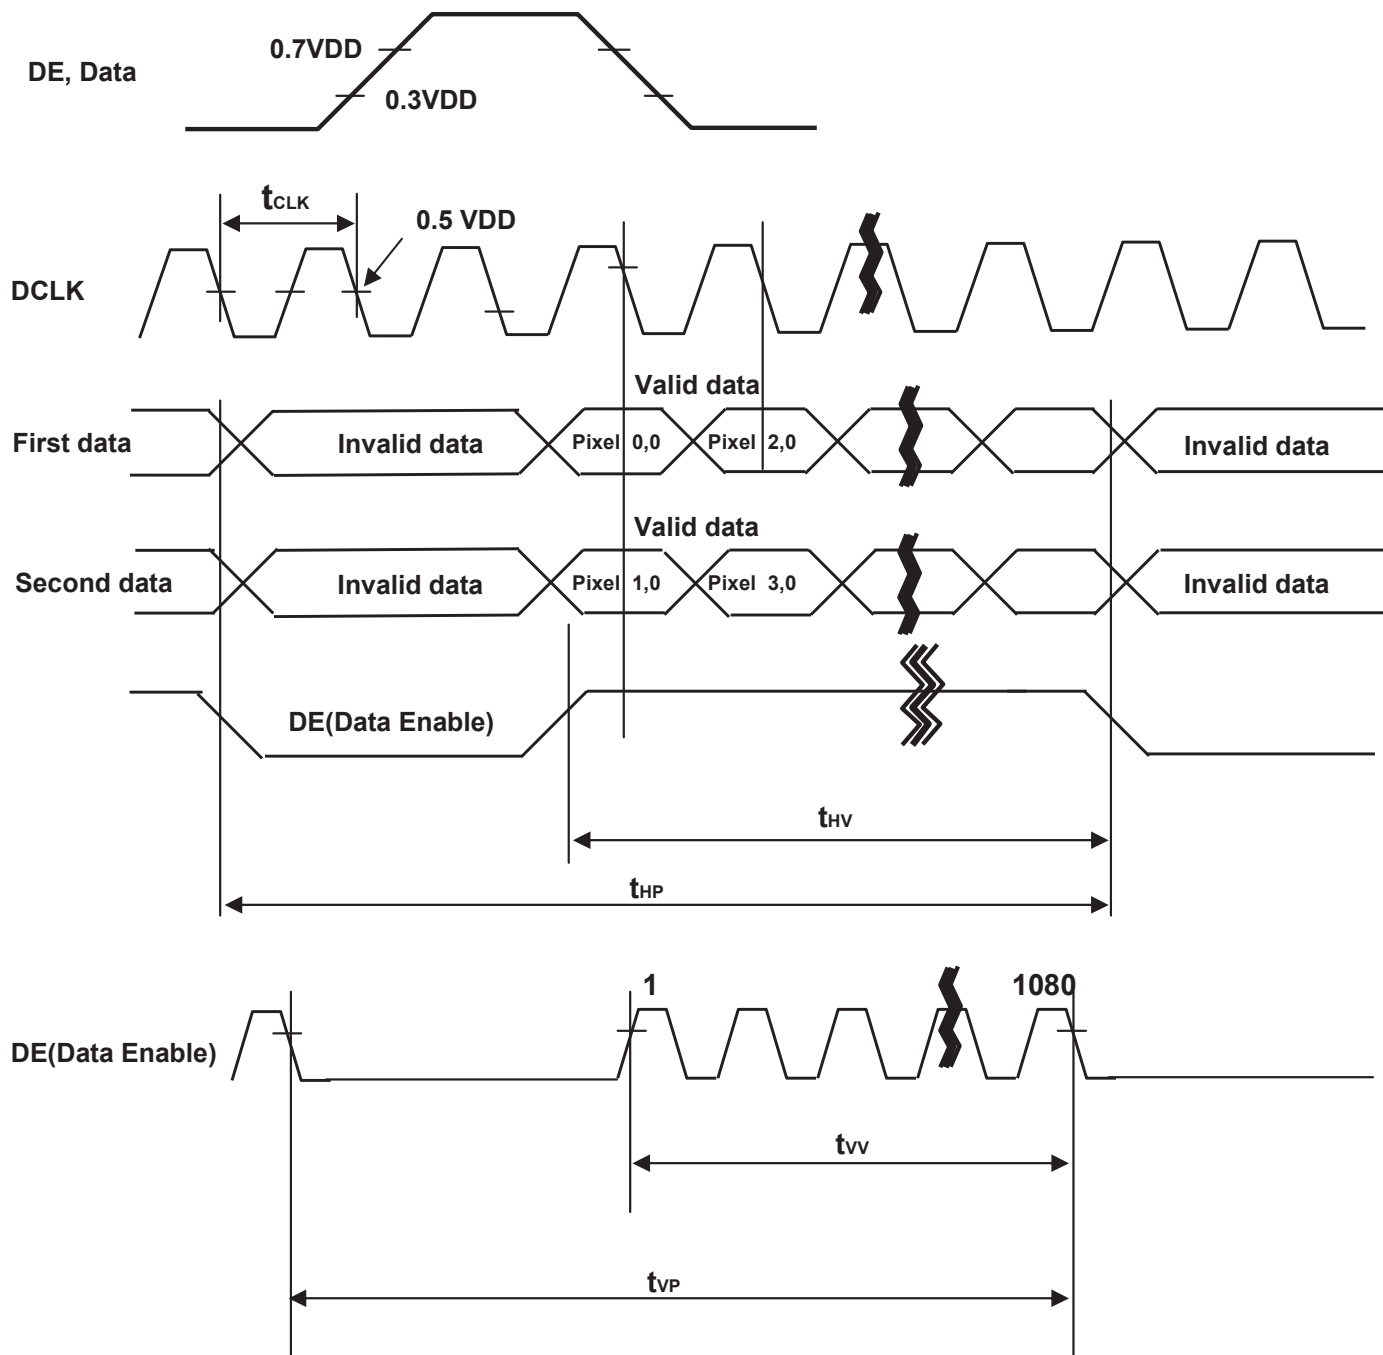 0.7VDD
DE, Data
0.3VDD
tCLK
0.5 VDD
DCLK
Valid data
First data
Invalid data
Pixel 0,0
Pixel 2,0
Invalid data
Valid data
Second data
Invalid data
Pixel 1,0
Pixel 3,0
Invalid data
DE(Data Enable)
tHV
tHP
1
1080
DE(Data Enable)
tVV
tVP